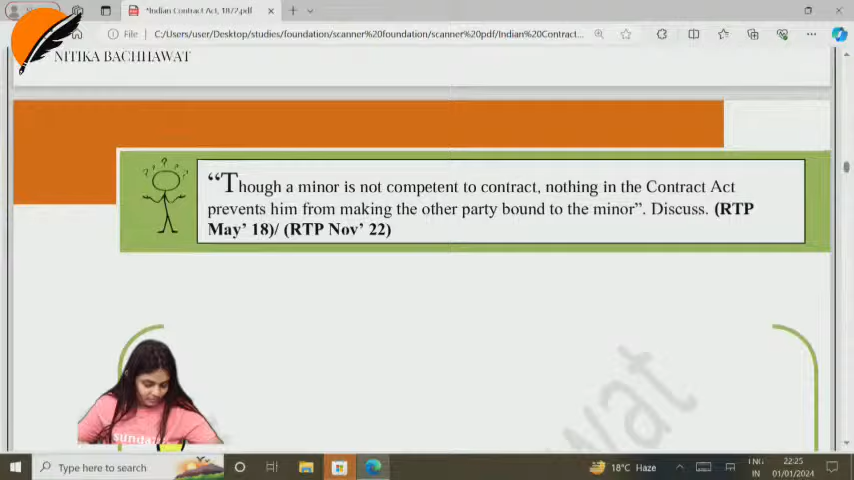 *Indian Contract Act, 1872.pdf
File
C:/Users/user/Desktop/studies/foundation/scanner%20foundation/scanner%20pdf/Indian%20Contract...
NITIKA BACHHAWAT
“Though a minor is not competent to contract, nothing in the Contract Act
prevents him from making the other party bound to the minor”. Discuss. (RTP
May’ 18)/ (RTP Nov’ 22)
wat
sunda
Type here to search
18°C Haze
ENG
IN
22:25
01/01/2024